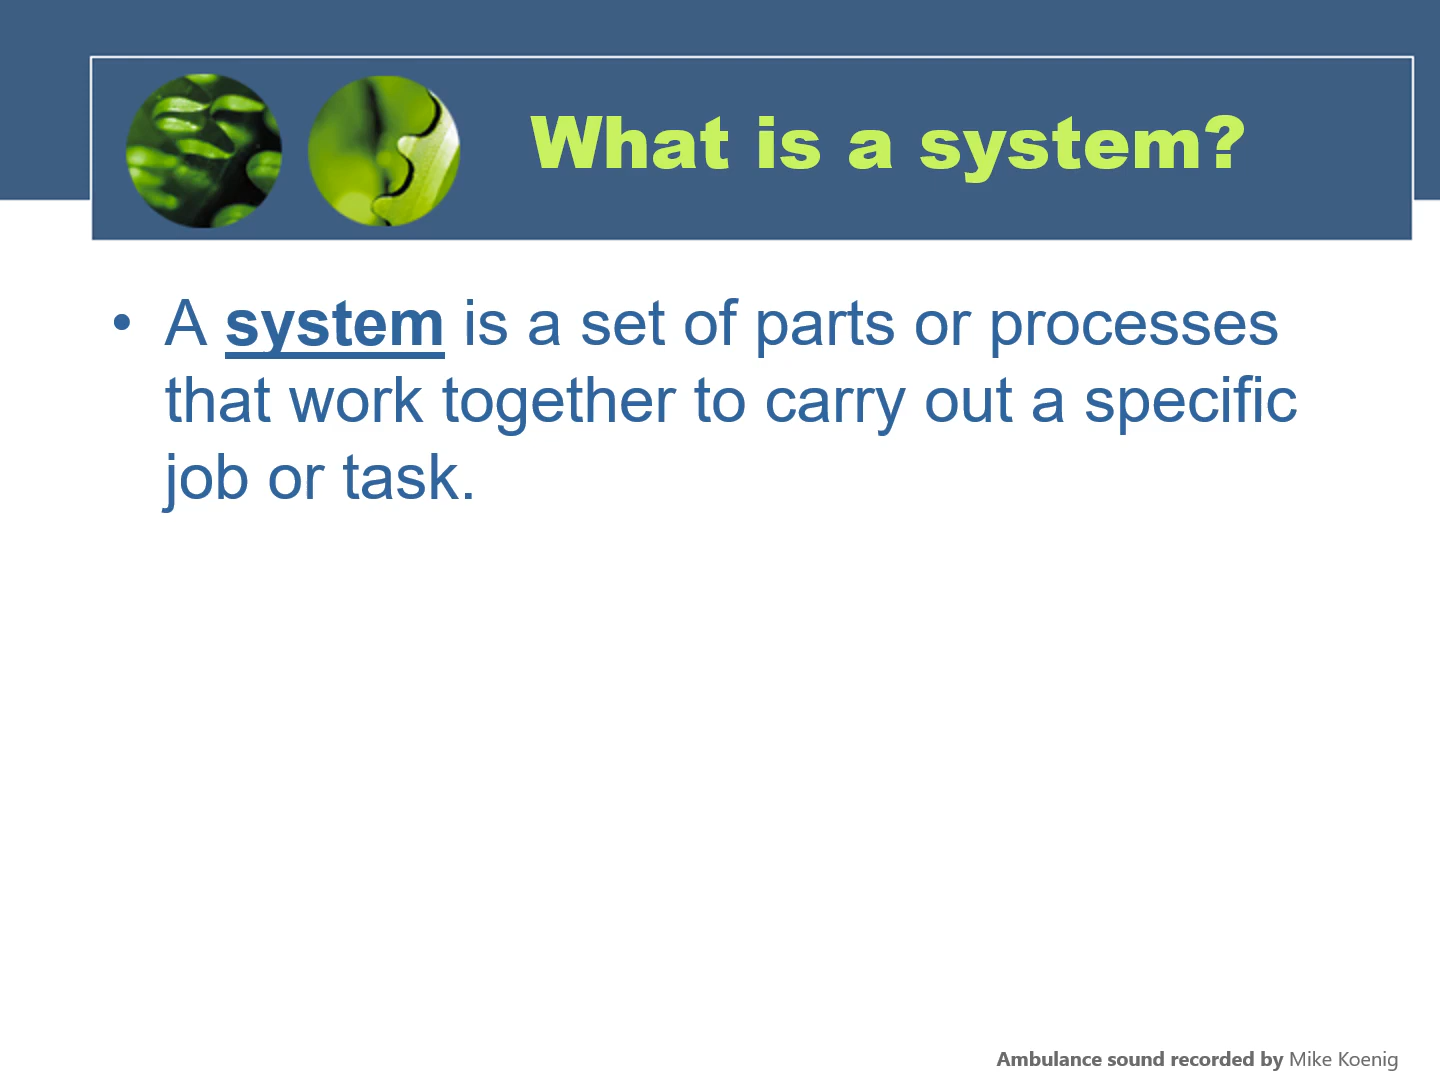 What is a system?
• A system is a set of parts or processes
that work together to carry out a specific
job or task.
Ambulance sound recorded by Mike Koenig